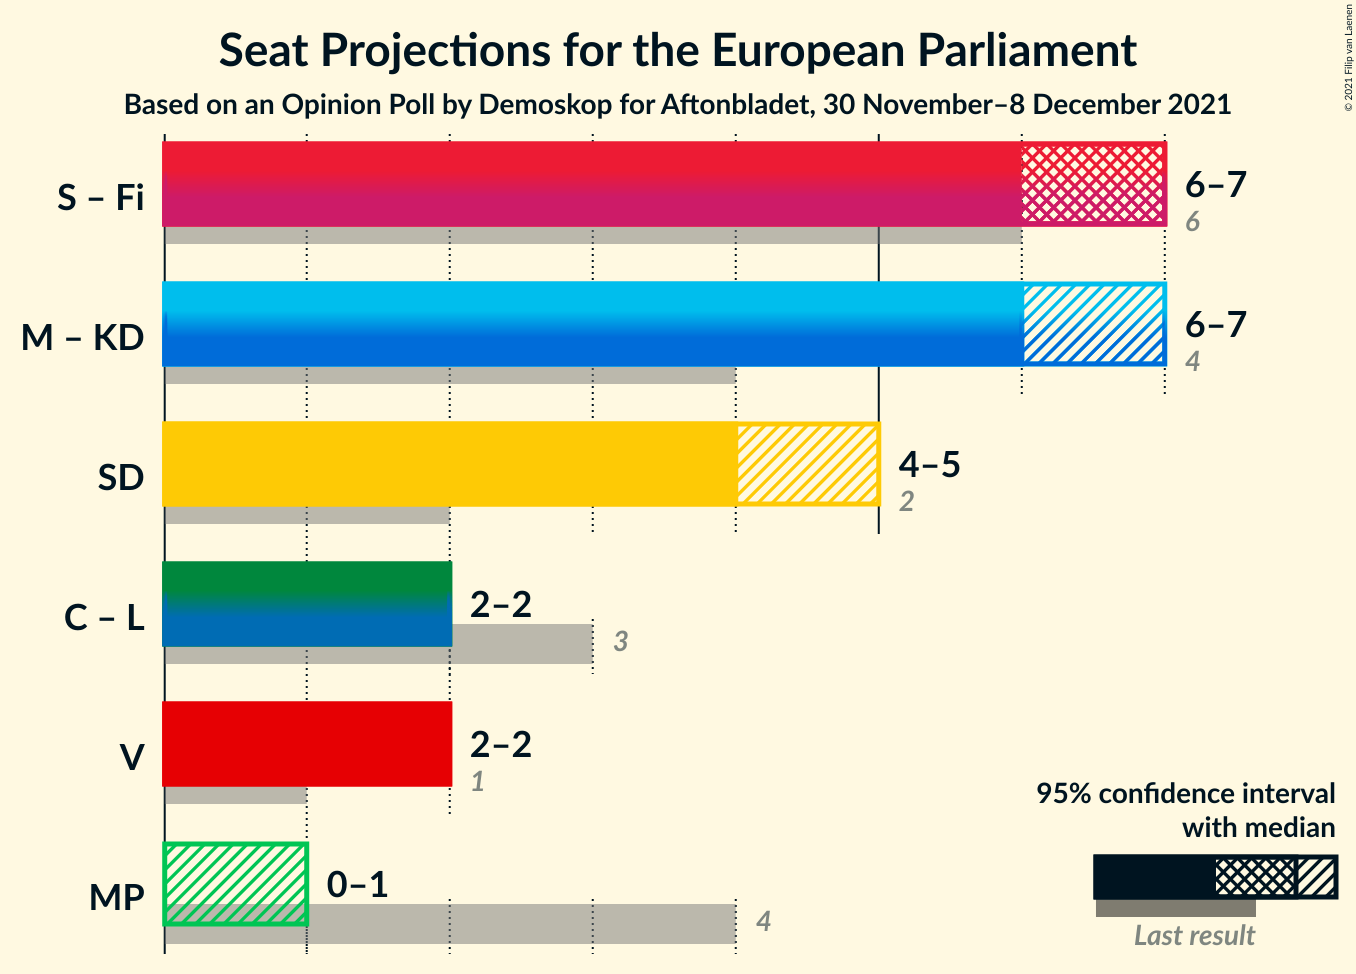 Seat Projections for the European Parliament
Based on an Opinion Poll by Demoskop for Aftonbladet, 30 November–8 December 2021
© 2021 Filip van Laenen
S – Fi
6–7
6
M – KD
6–7
4
SD
4–5
2
C – L
2–2
3
V
2–2
1
MP
0–1
4
95% confidence interval
with median
Last result